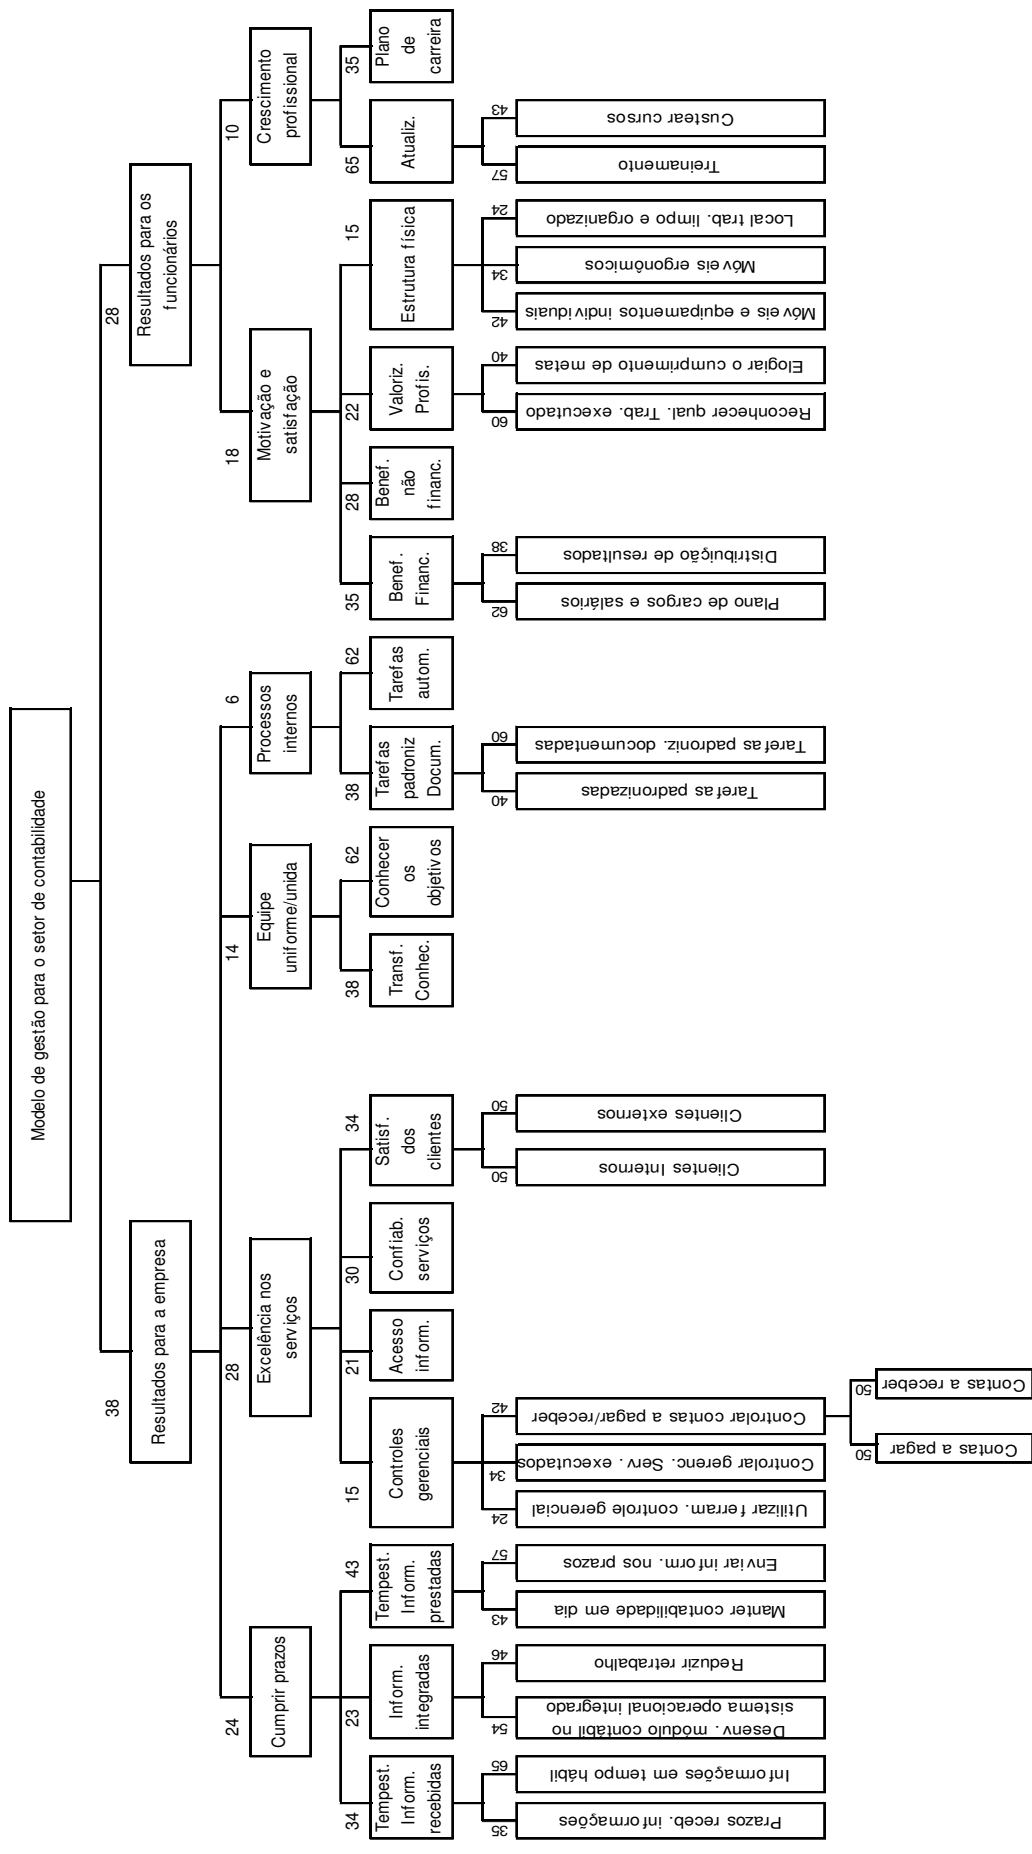 Modelo de gestão para o setor de contabilidade
38
Resultados para a empresa
28
Resultados para os
funcionários
24
Cumprir prazos
28
Excelência nos
serviços
14
Equipe
uniforme/unida
6
Processos
internos
18
Motivação e
satisfação
10
Crescimento
profissional
34
Tempest.
Inform.
recebidas
23
Inform.
integradas
43
Tempest.
Inform.
prestadas
15
Controles
gerenciais
21
Acesso
inform.
30
Confiab.
serviços
34
Satisf.
dos
clientes
38
Transf.
Conhec.
62
Conhecer
os
objetivos
38
Tarefas
padroniz
Docum.
62
Tarefas
autom.
35
Benef.
Financ.
28
Benef.
não
financ.
22
Valoriz.
Profis.
15
Estrutura física
65
Atualiz.
35
Plano
de
carreira
35
Prazos receb. informações
65
Informações em tempo hábil
54
Desenv. módulo contábil no
sistema operacional integrado
46
Reduzir retrabalho
43
Manter contabilidade em dia
57
Enviar inform. nos prazos
24
Utilizar ferram. controle gerencial
34
Controlar gerenc. Serv. executados
42
Controlar contas a pagar/receber
50
Clientes Internos
50
Clientes externos
40
Tarefas padronizadas
60
Tarefas padroniz. documentadas
62
Plano de cargos e salários
38
Distribuição de resultados
60
Reconhecer qual. Trab. executado
40
Elogiar o cumprimento de metas
42
Móveis e equipamentos individuais
34
Móveis ergonômicos
24
Local trab. limpo e organizado
57
Treinamento
43
Custear cursos
50
Contas a pagar
50
Contas a receber